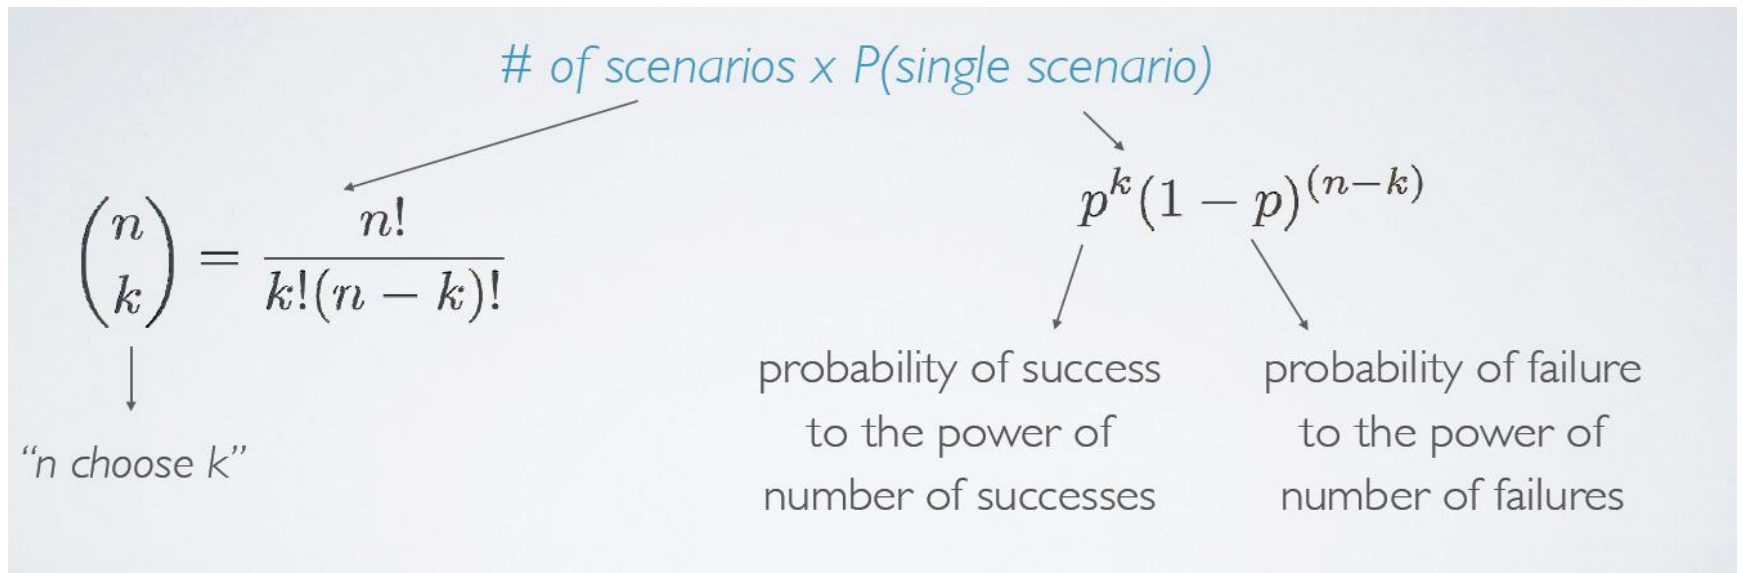 # of scenarios x P(single scenario)
p^k(1 − p)^(n−k)
(n k) = n! / k!(n − k)!
probability of success
to the power of
number of successes
probability of failure
to the power of
number of failures
“n choose k”